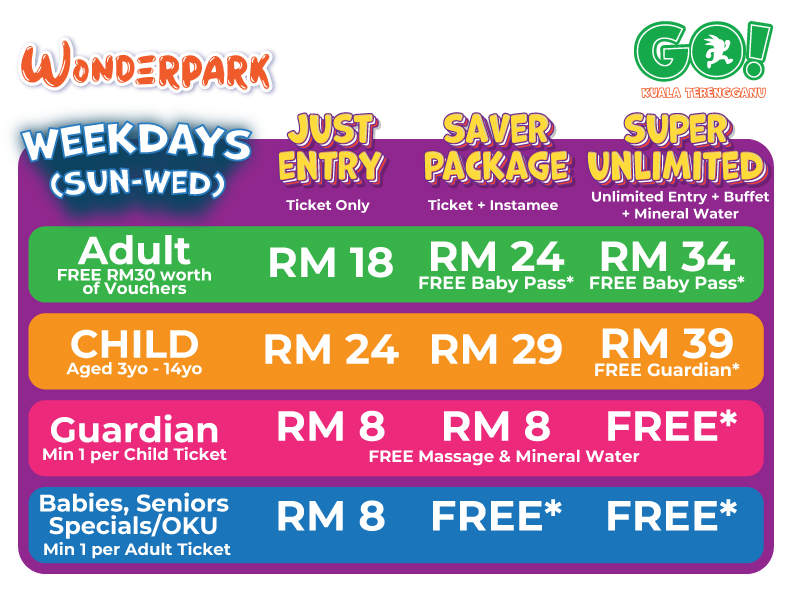 WONDERPARK
GO!
KUALA TERENGGANU
WEEKDAYS
(SUN-WED)
JUST
ENTRY
Ticket Only
SAVER
PACKAGE
Ticket + Instamee
SUPER
UNLIMITED
Unlimited Entry + Buffet
+ Mineral Water
Adult
FREE RM30 worth
of Vouchers
RM 18
RM 24
FREE Baby Pass*
RM 34
FREE Baby Pass*
CHILD
Aged 3yo - 14yo
RM 24
RM 29
RM 39
FREE Guardian*
Guardian
Min 1 per Child Ticket
RM 8
RM 8
FREE*
FREE Massage & Mineral Water
Babies, Seniors
Specials/OKU
Min 1 per Adult Ticket
RM 8
FREE*
FREE*